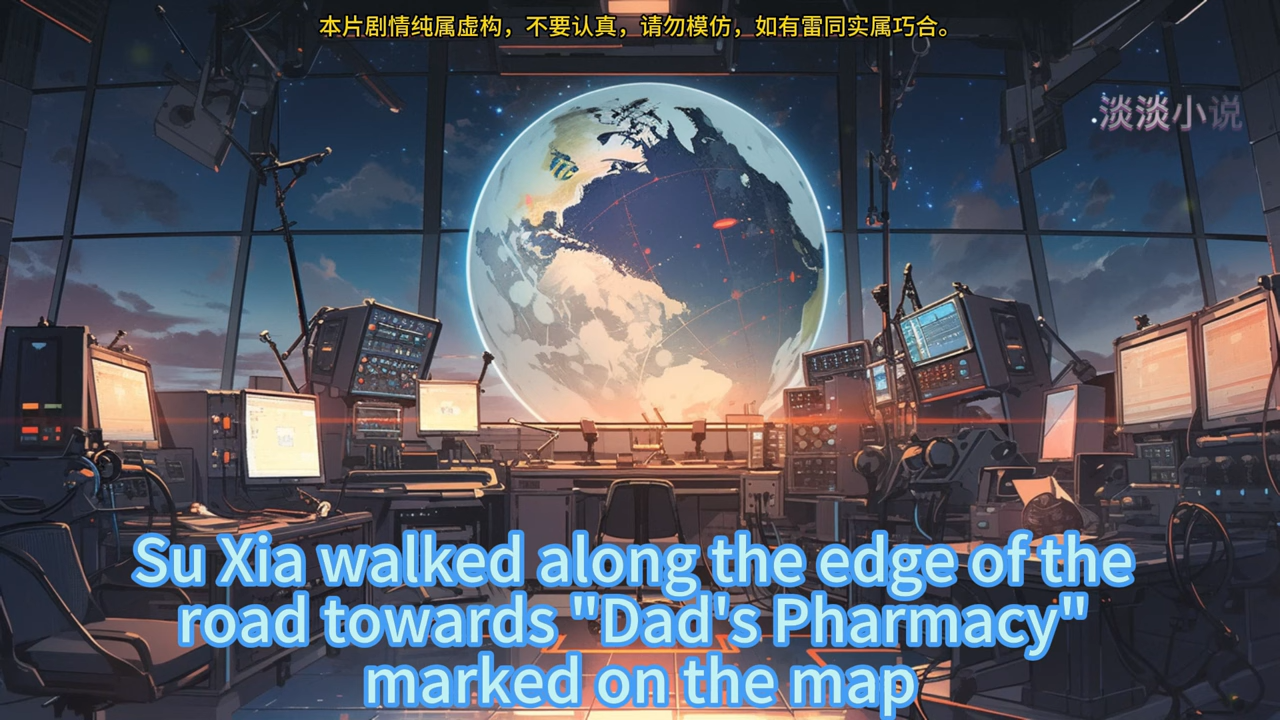 本片剧情纯属虚构，不要认真，请勿模仿，如有雷同实属巧合。
淡淡小说
Su Xia walked along the edge of the
road towards "Dad's Pharmacy"
marked on the map